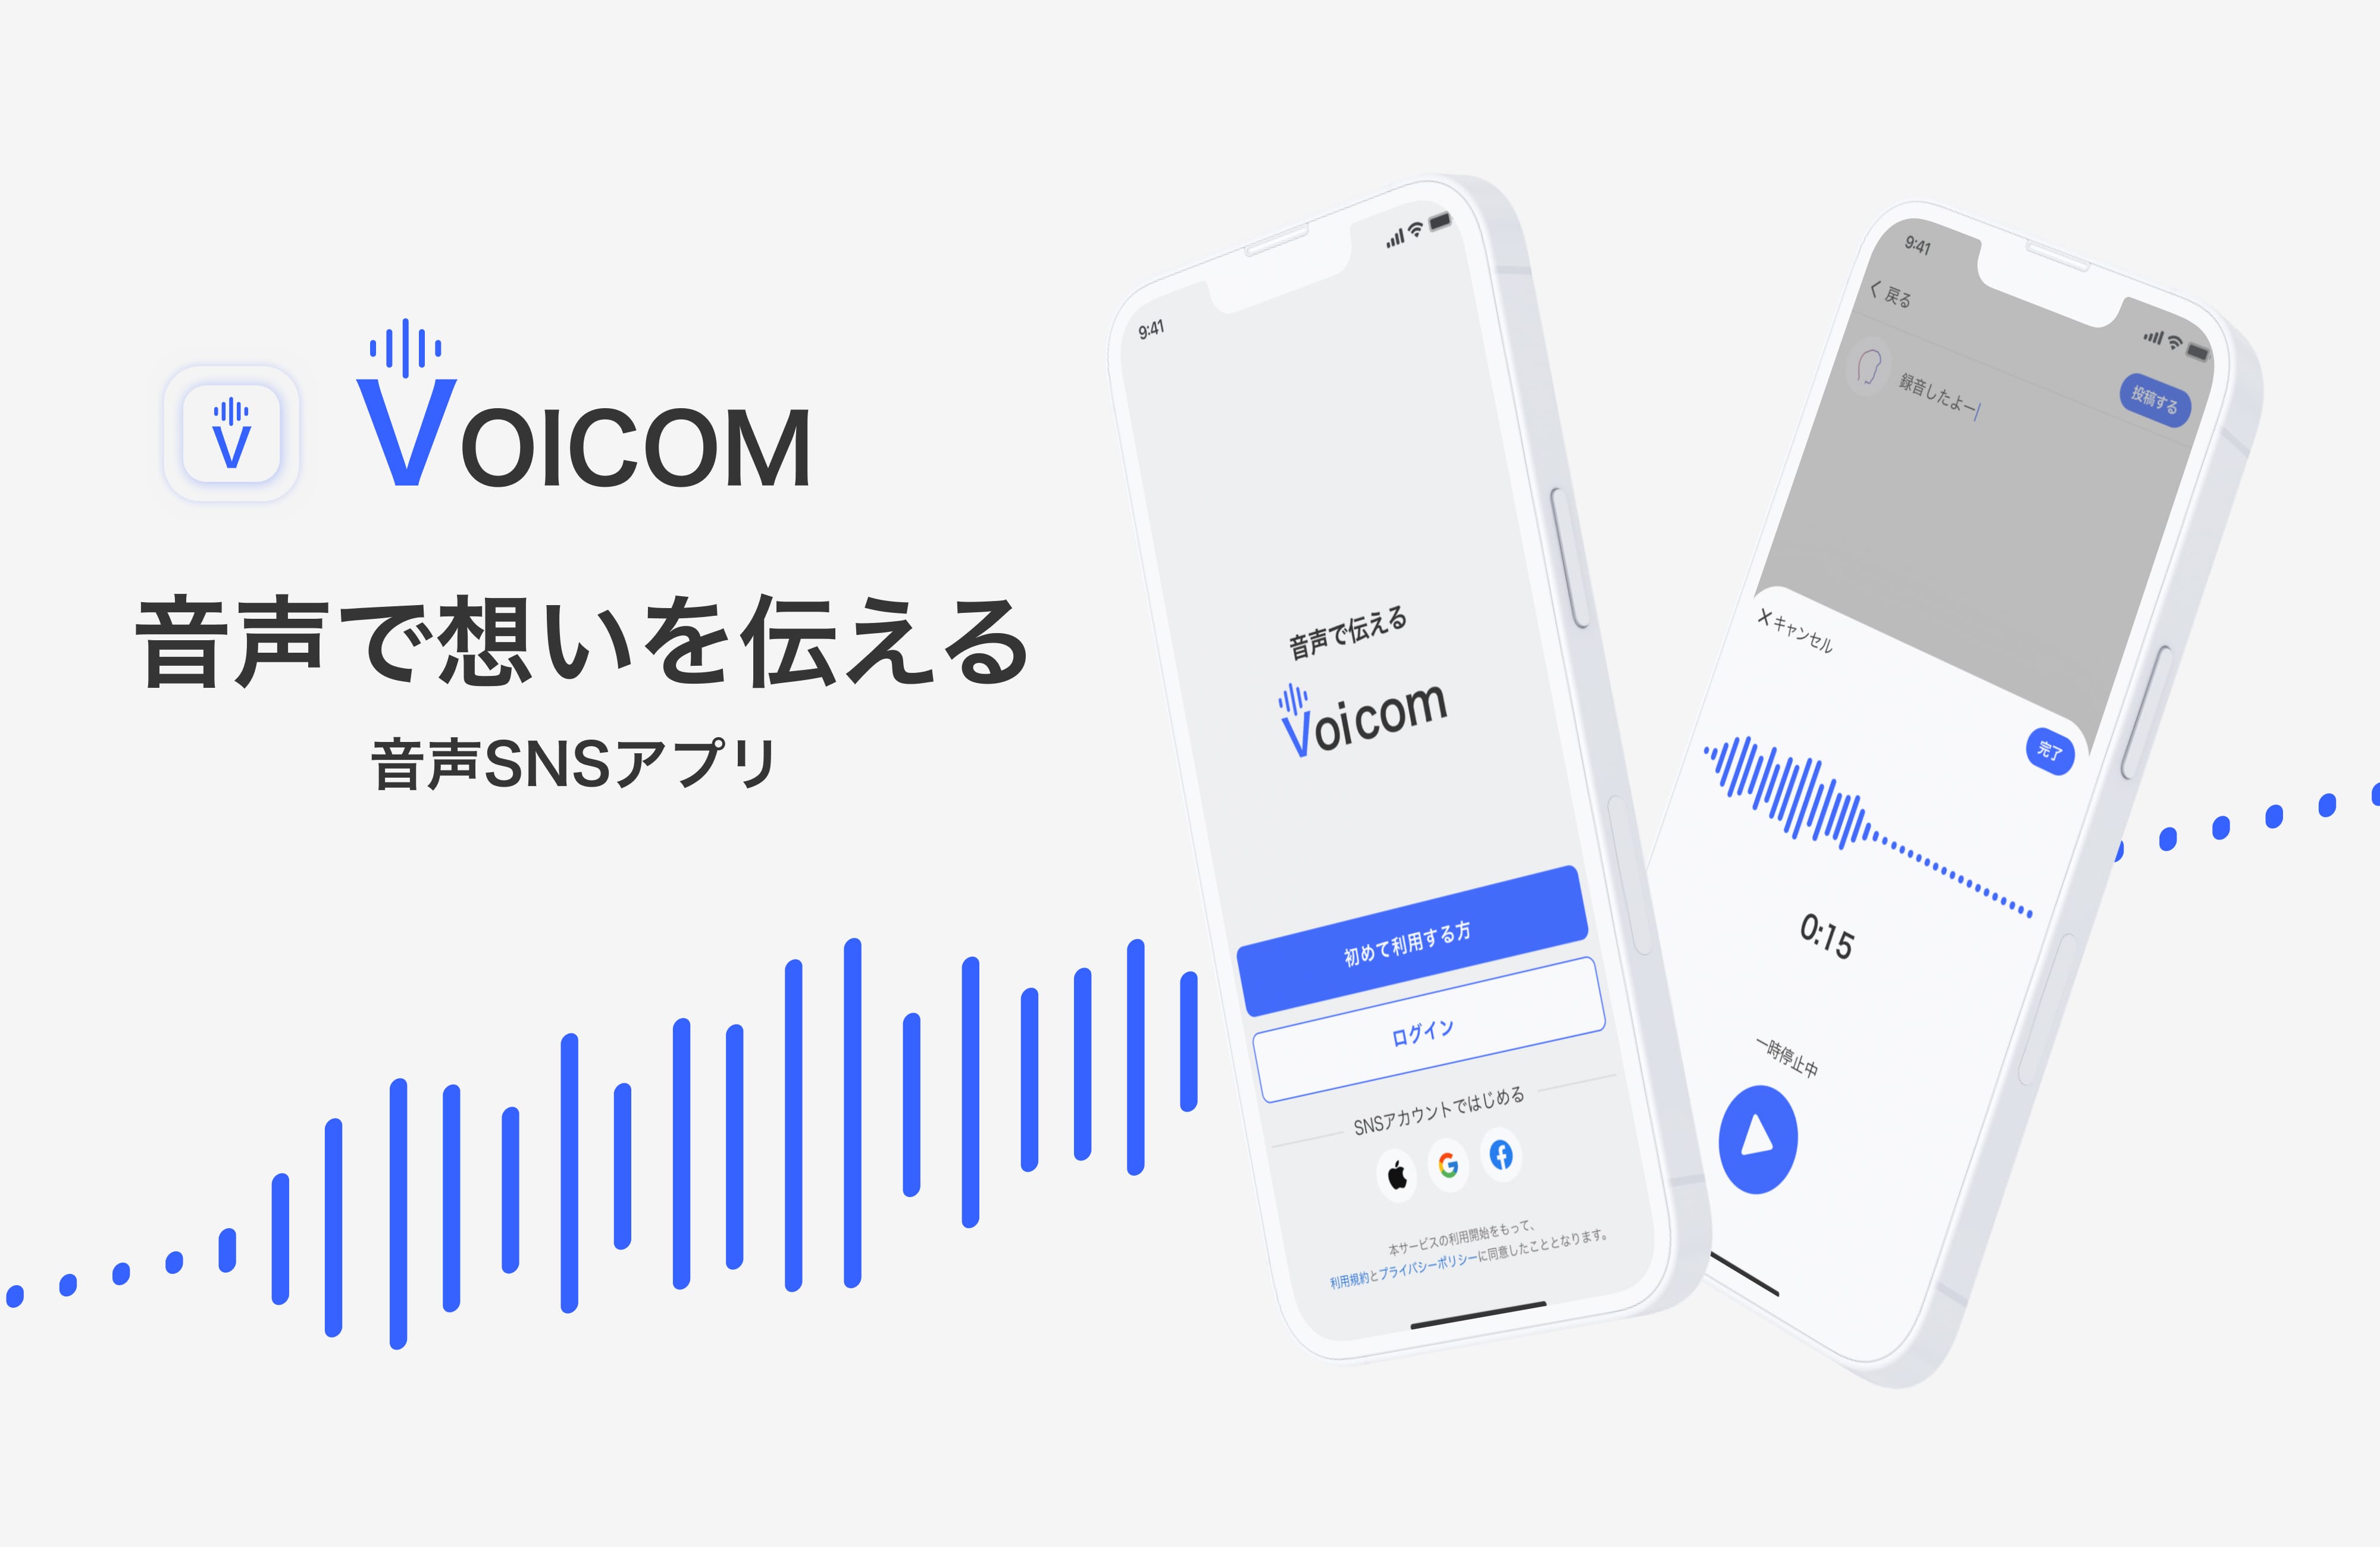 VOICOM
音声で想いを伝える
音声SNSアプリ
V
9:41
音声で伝える
Voicom
初めて利用する方
ログイン
SNSアカウントではじめる
本サービスの利用開始をもって、
利用規約とプライバシーポリシーに同意したこととなります。
9:41
戻る
投稿する
録音したよー
キャンセル
完了
0:15
一時停止中